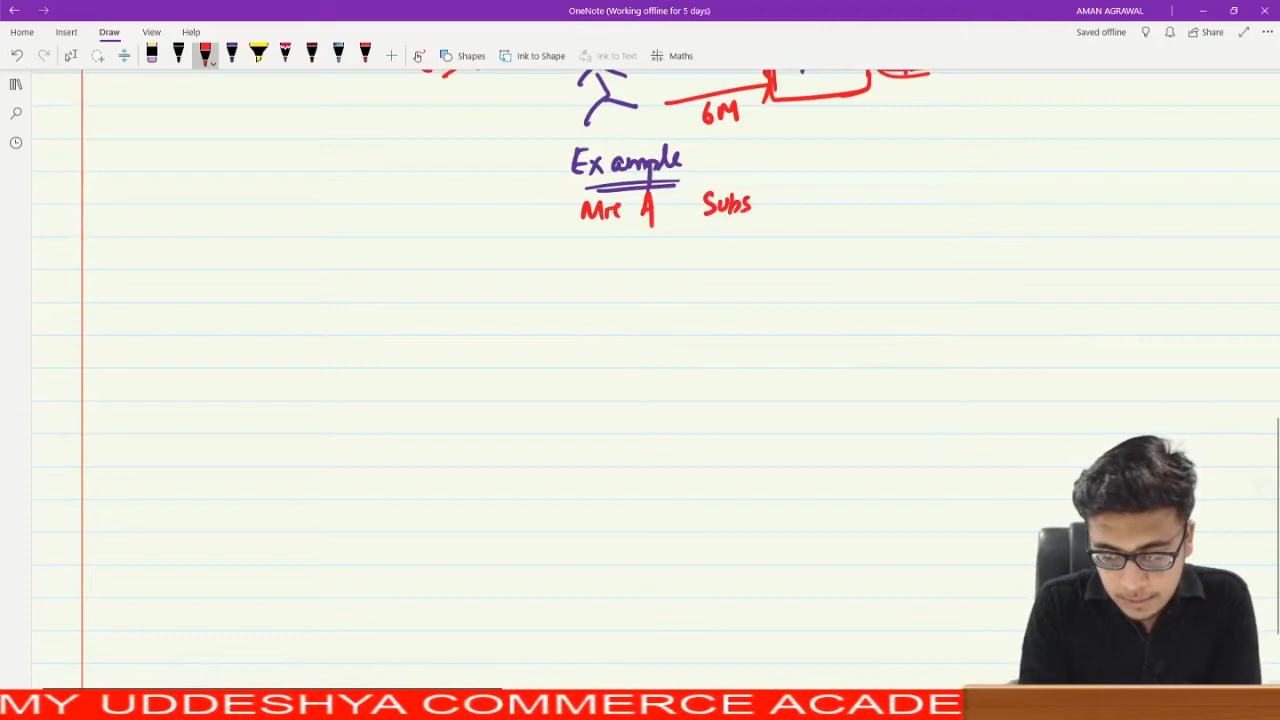 OneNote (Working offline for 5 days)
AMAN AGRAWAL
Home Insert Draw View Help
Saved offline
Share
Shapes
Ink to Shape
Ink to Text
Maths
6M
Example
Mr A Subs
MY UDDESHYA COMMERCE ACADE